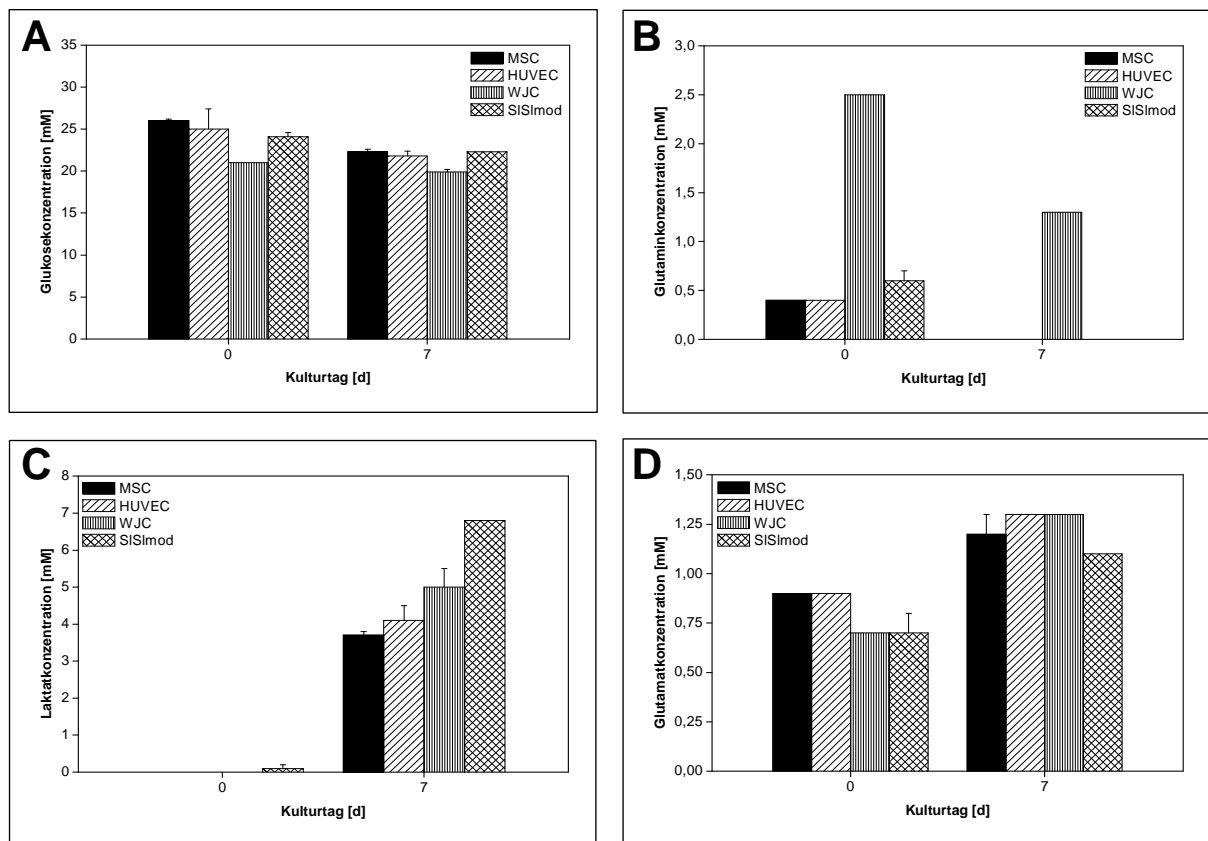 A
Glukosekonzentration [mM]
35
30
25
20
15
10
5
0
MSC
HUVEC
WJC
SISImod
0 7
Kulturtag [d]
B
Glutaminkonzentration [mM]
3,0
2,5
2,0
1,5
1,0
0,5
0,0
MSC
HUVEC
WJC
SISImod
0 7
Kulturtag [d]
C
Laktatkonzentration [mM]
8
7
6
5
4
3
2
1
0
MSC
HUVEC
WJC
SISImod
0 7
Kulturtag [d]
D
Glutamatkonzentration [mM]
1,50
1,25
1,00
0,75
0,50
0,25
0,00
MSC
HUVEC
WJC
SISImod
0 7
Kulturtag [d]